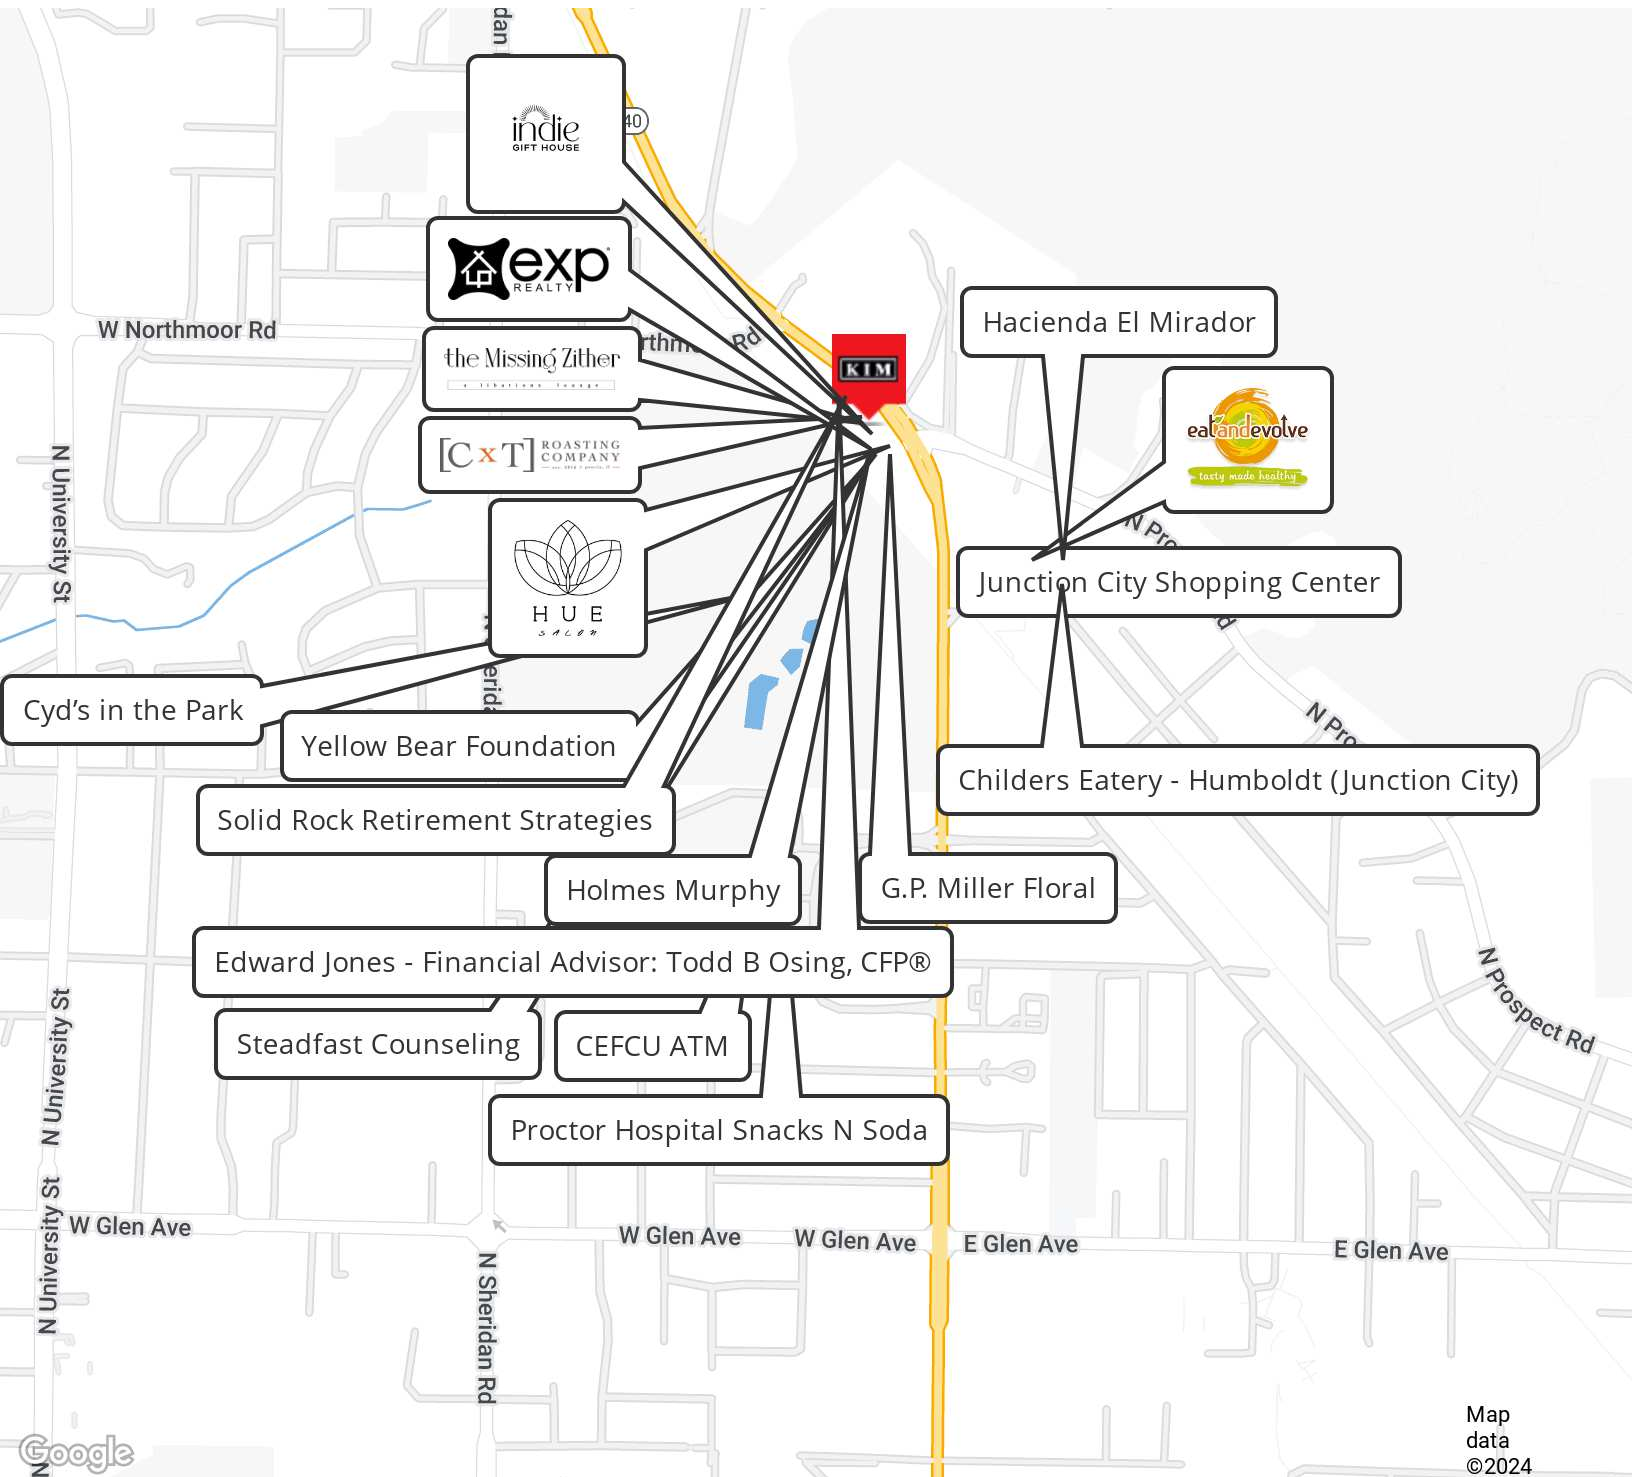 indie
GIFT HOUSE
40
exp
REALTY
W Northmoor Rd
Rd
the Missing Zither
a libatious lounge
KIM
Hacienda El Mirador
[CxT] ROASTING
COMPANY
eatandevolve
tasty made healthy
N University St
HUE
SALON
Junction City Shopping Center
Cyd’s in the Park
Yellow Bear Foundation
Childers Eatery - Humboldt (Junction City)
Solid Rock Retirement Strategies
Holmes Murphy
G.P. Miller Floral
Edward Jones - Financial Advisor: Todd B Osing, CFP®
N Prospect Rd
Steadfast Counseling
CEFCU ATM
N University St
Proctor Hospital Snacks N Soda
N University St
W Glen Ave
W Glen Ave
W Glen Ave
E Glen Ave
E Glen Ave
N Sheridan Rd
Google
Map
data
©2024